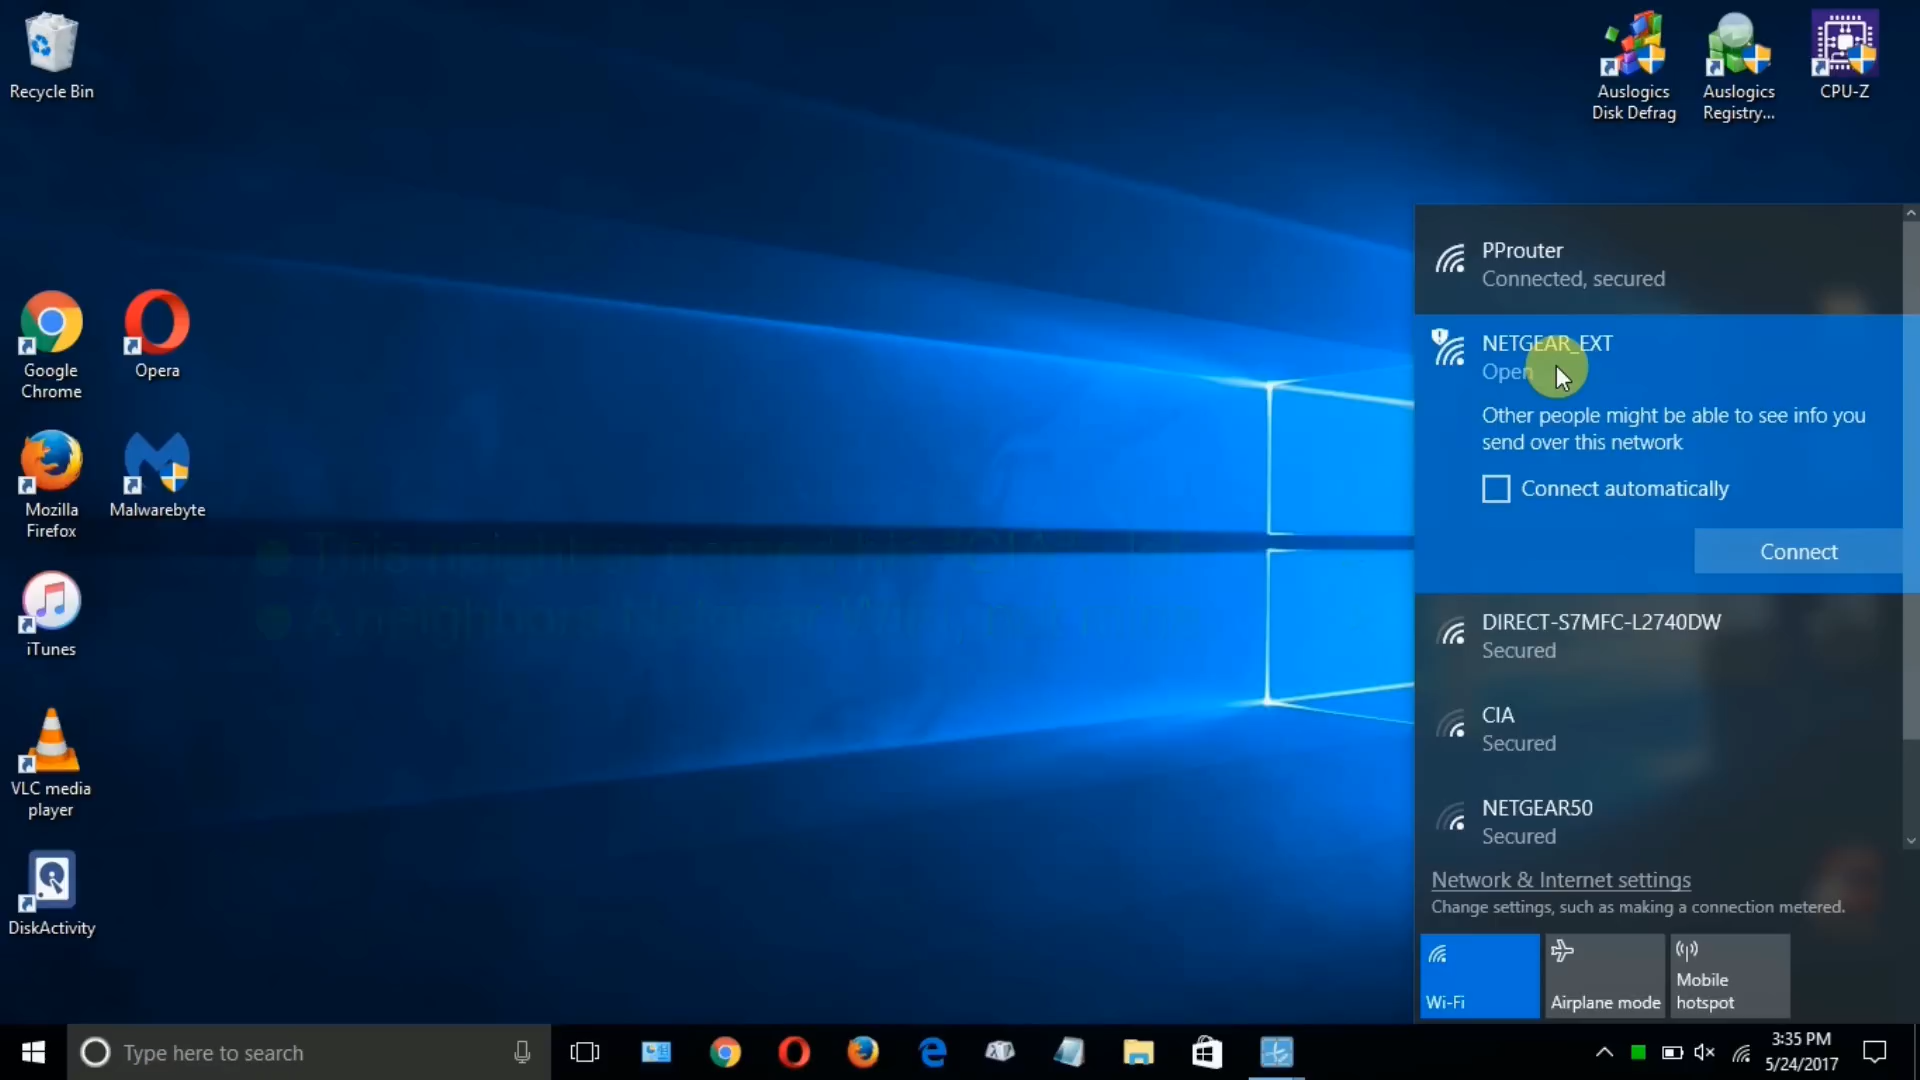 Recycle Bin
Auslogics
Disk Defrag
Auslogics
Registry...
CPU-Z
Google
Chrome
Opera
Mozilla
Firefox
Malwarebyte
iTunes
VLC media
player
DiskActivity
PProuter
Connected, secured
NETGEAR_EXT
Open
Other people might be able to see info you
send over this network
Connect automatically
Connect
DIRECT-S7MFC-L2740DW
Secured
CIA
Secured
NETGEAR50
Secured
Network & Internet settings
Change settings, such as making a connection metered.
Wi-Fi
Airplane mode
Mobile
hotspot
Type here to search
3:35 PM
5/24/2017